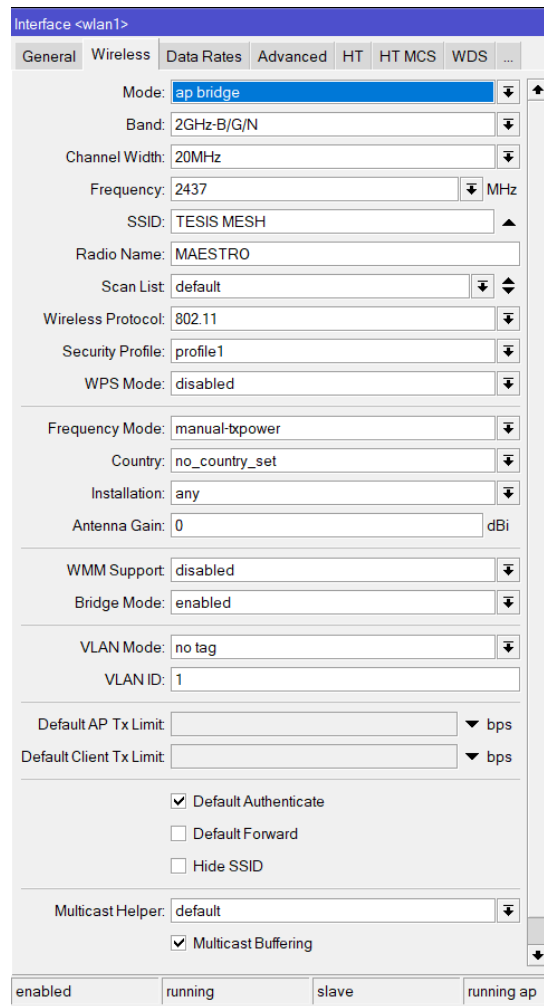 Interface <wlan1>
General Wireless Data Rates Advanced HT HT MCS WDS ...
Mode: ap bridge
Band: 2GHz-B/G/N
Channel Width: 20MHz
Frequency: 2437 MHz
SSID: TESIS MESH
Radio Name: MAESTRO
Scan List: default
Wireless Protocol: 802.11
Security Profile: profile1
WPS Mode: disabled
Frequency Mode: manual-txpower
Country: no_country_set
Installation: any
Antenna Gain: 0 dBi
WMM Support: disabled
Bridge Mode: enabled
VLAN Mode: no tag
VLAN ID: 1
Default AP Tx Limit: bps
Default Client Tx Limit: bps
Default Authenticate
Default Forward
Hide SSID
Multicast Helper: default
Multicast Buffering
enabled running slave running ap